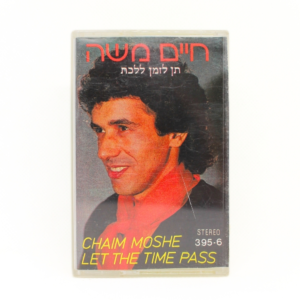 חיים משה
תן לזמן ללכת
STEREO
395-6
CHAIM MOSHE
LET THE TIME PASS